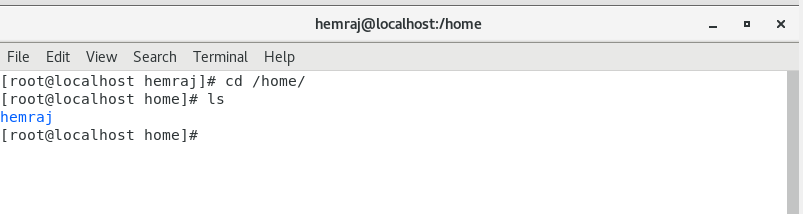 hemraj@localhost:/home
File Edit View Search Terminal Help
[root@localhost hemraj]# cd /home/
[root@localhost home]# ls
hemraj
[root@localhost home]#